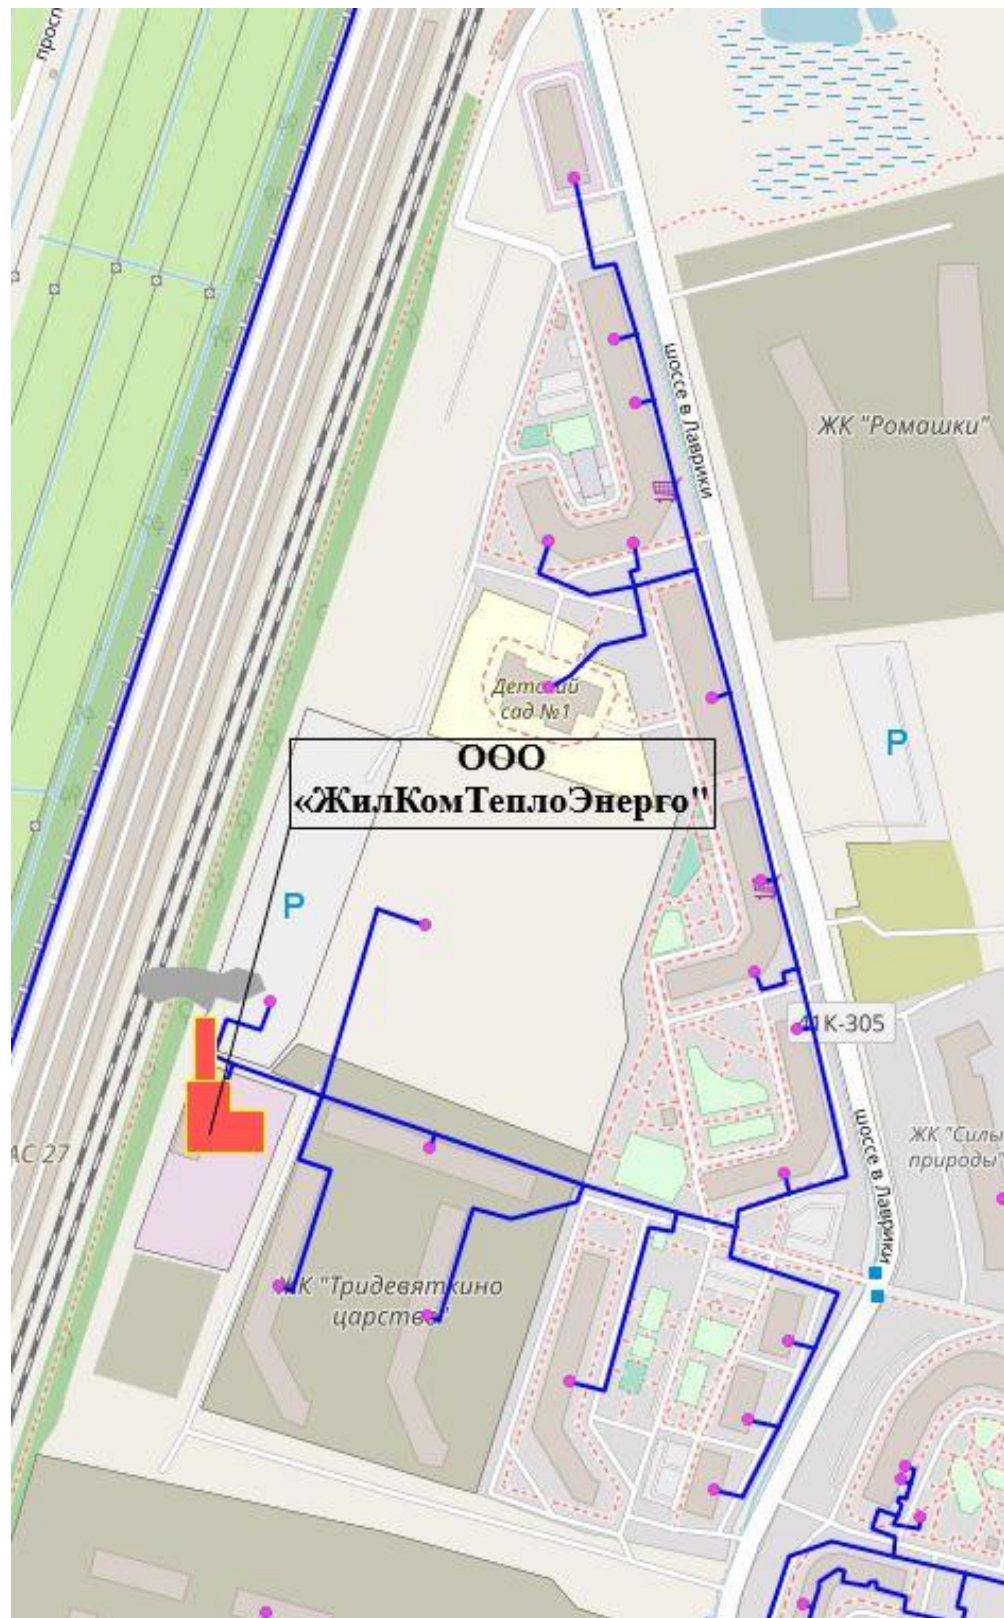 просп
шоссе в Лаврики
ЖК "Ромашки"
Детский
сад №1
P
ООО
«ЖилКомТеплоЭнерго"
P
41К-305
АС 27
шоссе в Лаврики
ЖК "Силы
природы"
ЖК "Тридевяткино
царство"